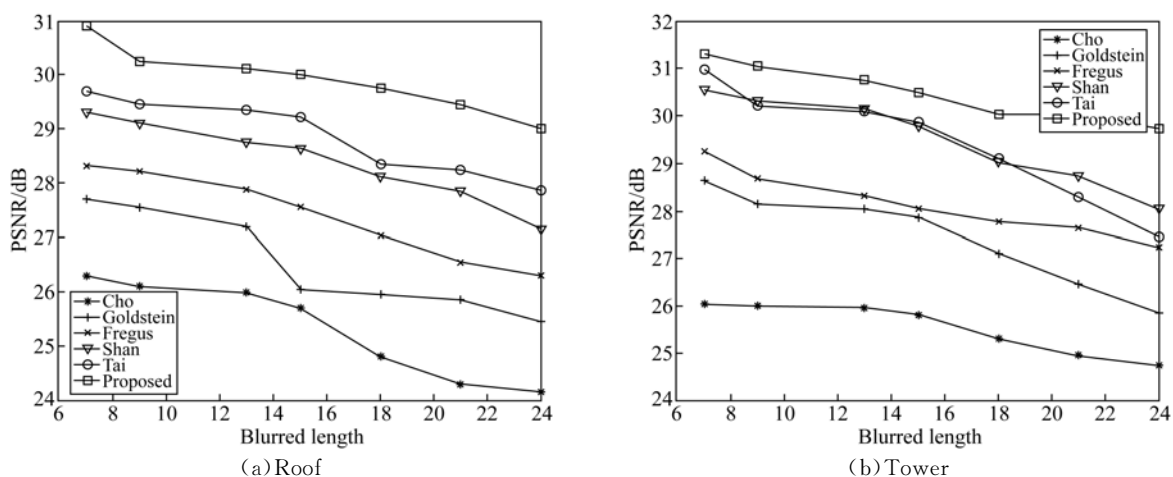 31
30
29
28
27
26
25
24
PSNR/dB
Cho
Goldstein
Fregus
Shan
Tai
Proposed
6 8 10 12 14 16 18 20 22 24
Blurred length
(a)Roof
32
31
30
29
28
27
26
25
24
PSNR/dB
Cho
Goldstein
Fregus
Shan
Tai
Proposed
6 8 10 12 14 16 18 20 22 24
Blurred length
(b)Tower